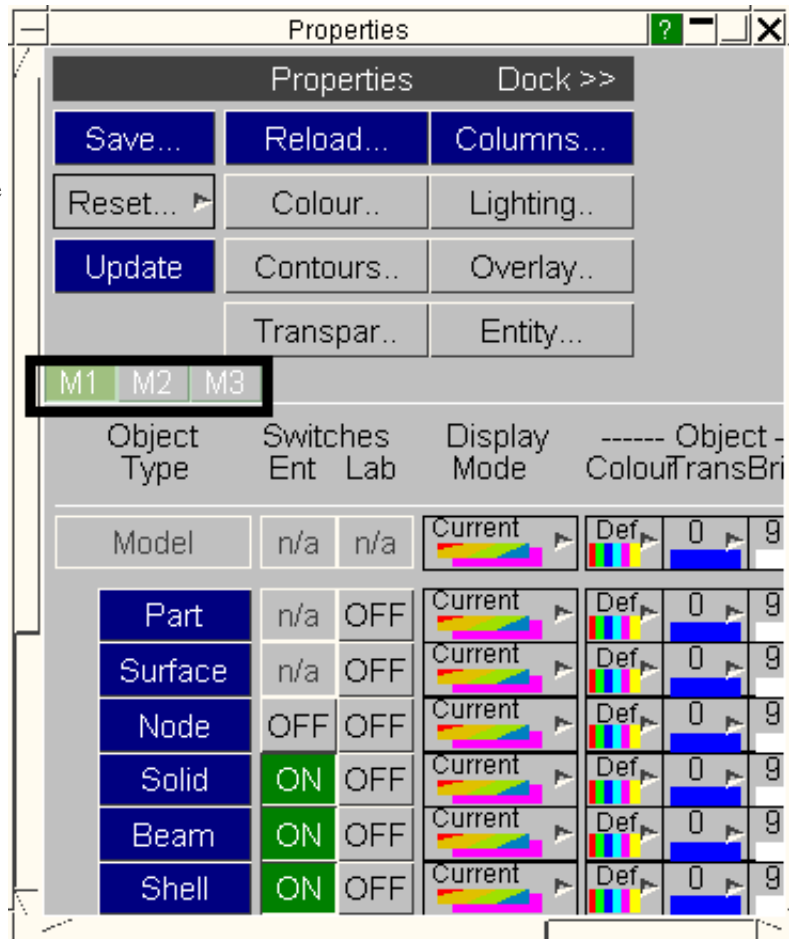 Properties ?
Properties Dock >>
Save... Reload... Columns...
Reset... Colour.. Lighting..
Update Contours.. Overlay..
Transpar.. Entity...
M1 M2 M3
Object Switches Display ------ Object -
Type Ent Lab Mode Colour Trans Bri
Model n/a n/a Current Def 0 9
Part n/a OFF Current Def 0 9
Surface n/a OFF Current Def 0 9
Node OFF OFF Current Def 0 9
Solid ON OFF Current Def 0 9
Beam ON OFF Current Def 0 9
Shell ON OFF Current Def 0 9